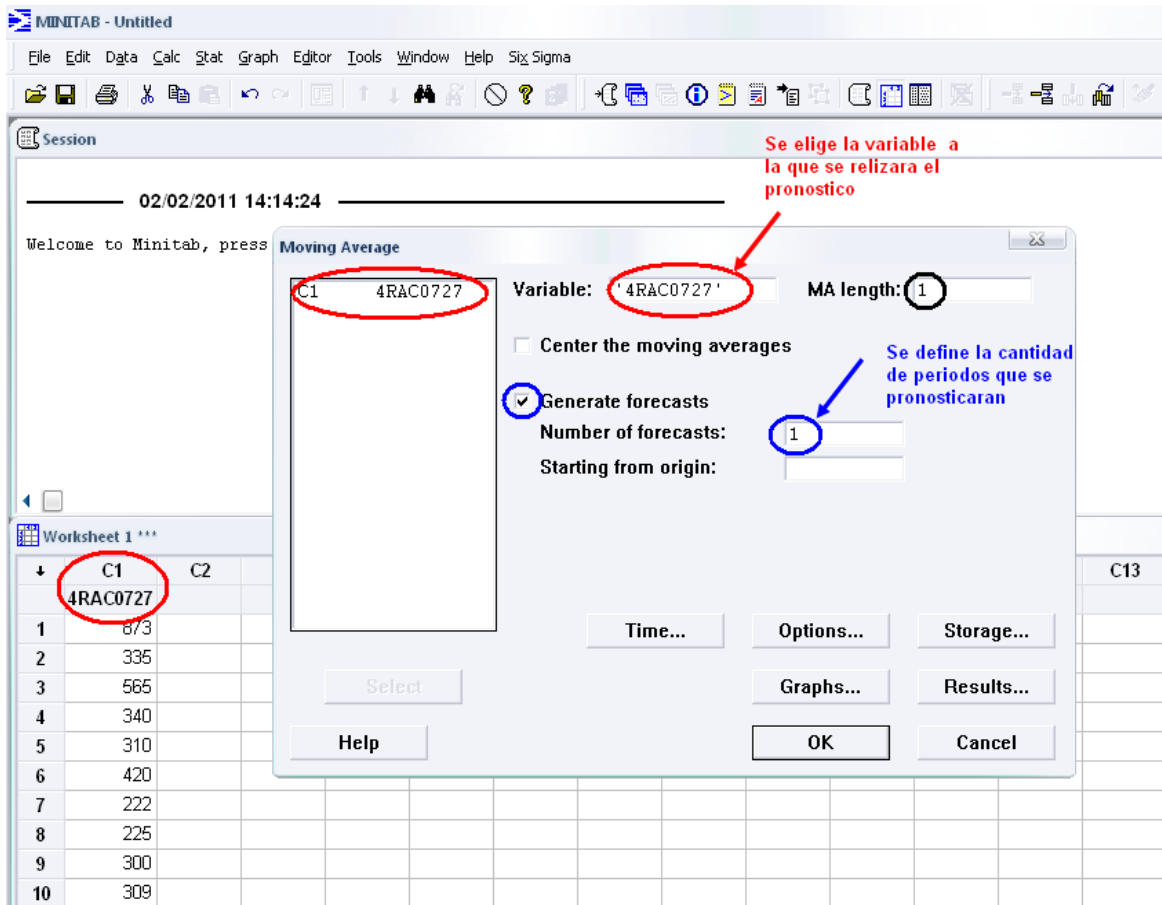 MINITAB - Untitled
File Edit Data Calc Stat Graph Editor Tools Window Help Six Sigma
Session
02/02/2011 14:14:24
Welcome to Minitab, press
Se elige la variable a
la que se relizara el
pronostico
Moving Average
C1 4RAC0727
Variable: '4RAC0727' MA length: 1
Center the moving averages
Se define la cantidad
de periodos que se
pronosticaran
Generate forecasts
Number of forecasts: 1
Starting from origin:
Time... Options... Storage...
Select Graphs... Results...
Help OK Cancel
Worksheet 1 ***
C1 C2 C13
4RAC0727
1 873
2 335
3 565
4 340
5 310
6 420
7 222
8 225
9 300
10 309